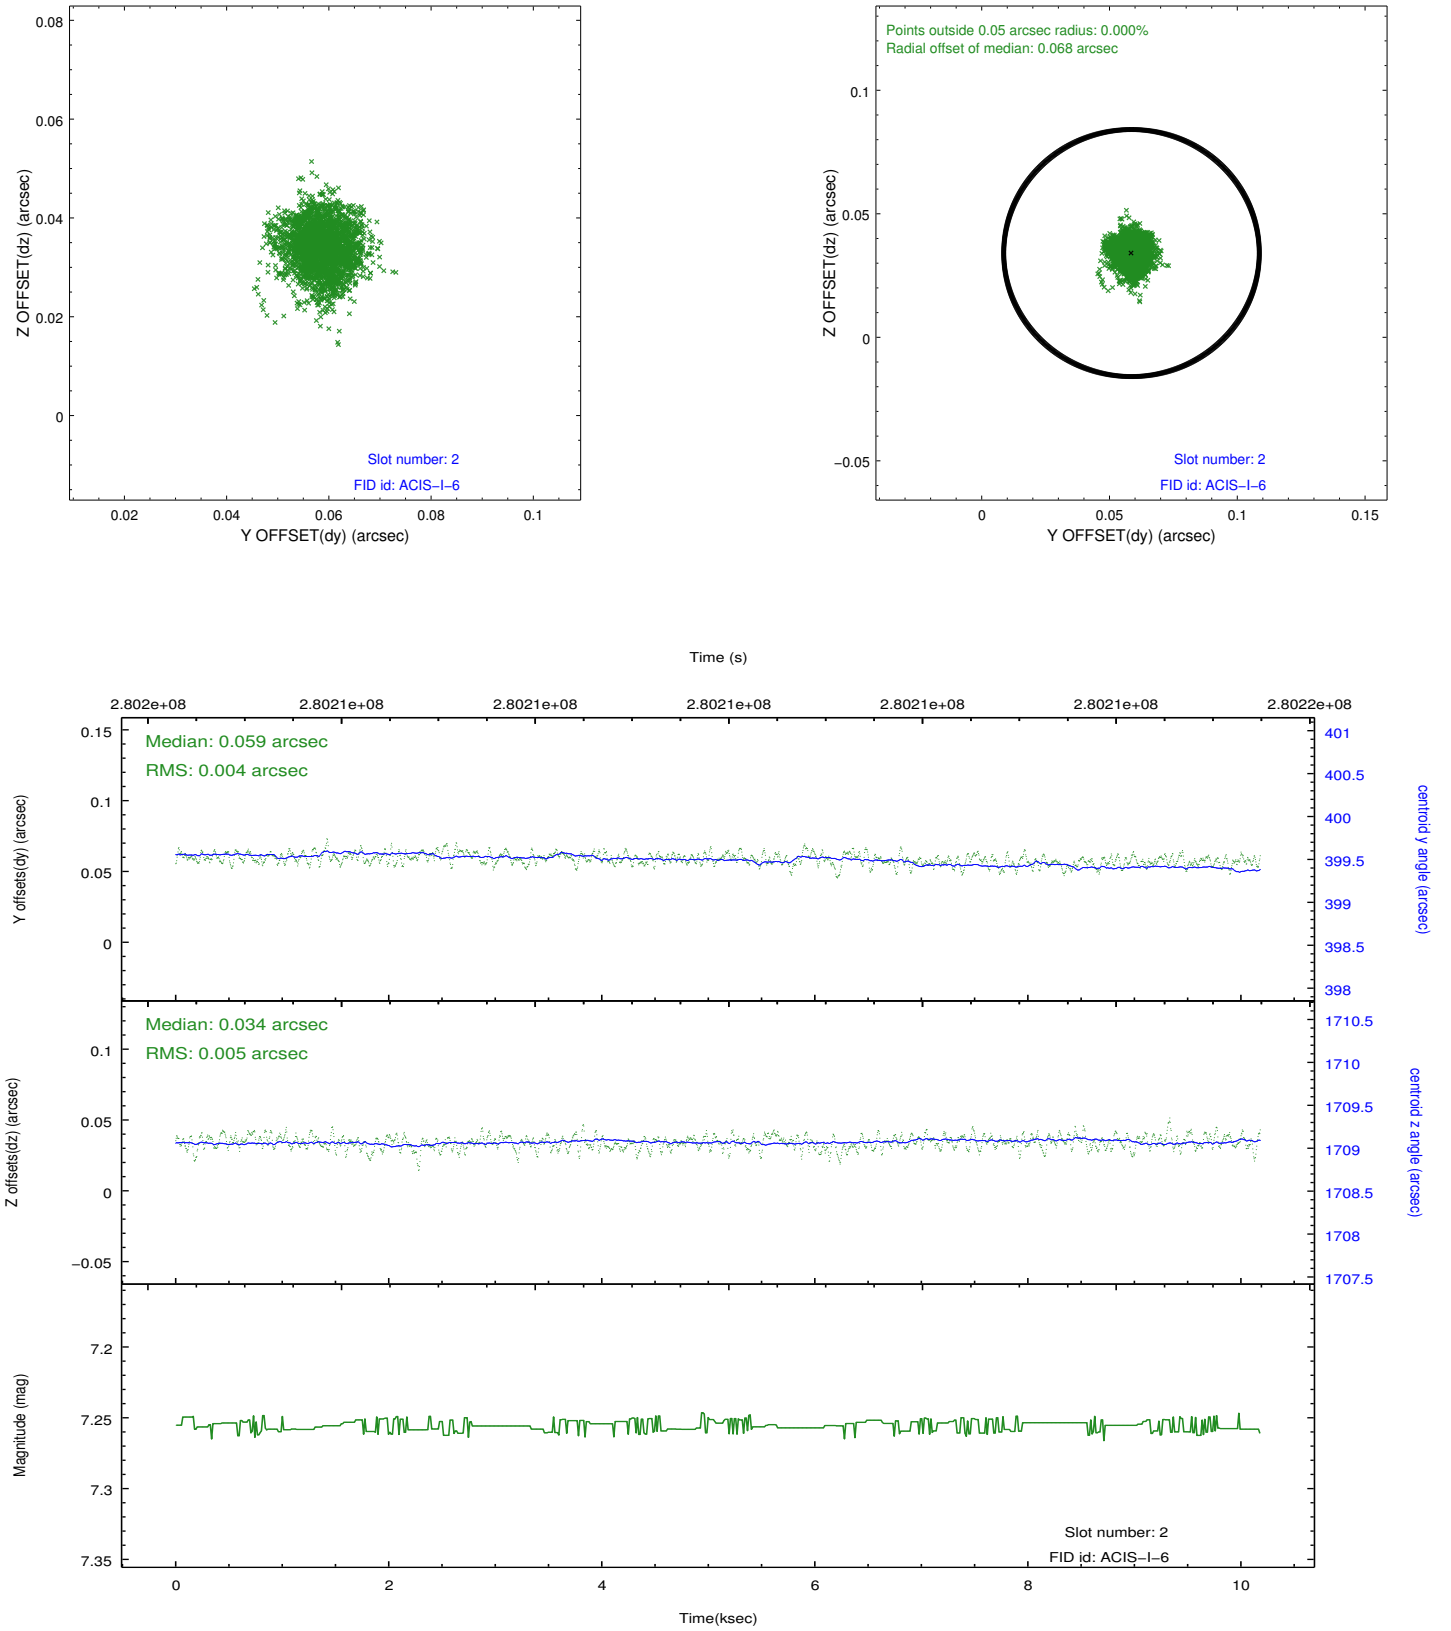 0.08
0.06
0.04
0.02
0
Z OFFSET(dz) (arcsec)
Slot number: 2
FID id: ACIS−I−6
0.02 0.04 0.06 0.08 0.1
Y OFFSET(dy) (arcsec)
Points outside 0.05 arcsec radius: 0.000%
Radial offset of median: 0.068 arcsec
0.1
0.05
0
−0.05
Z OFFSET(dz) (arcsec)
Slot number: 2
FID id: ACIS−I−6
0 0.05 0.1 0.15
Y OFFSET(dy) (arcsec)
Time (s)
2.802e+08 2.8021e+08 2.8021e+08 2.8021e+08 2.8021e+08 2.8021e+08 2.8022e+08
Median: 0.059 arcsec
RMS: 0.004 arcsec
0.15
0.1
0.05
0
Y offsets(dy) (arcsec)
401
400.5
400
399.5
399
398.5
398
centroid y angle (arcsec)
Median: 0.034 arcsec
RMS: 0.005 arcsec
0.1
0.05
0
−0.05
Z offsets(dz) (arcsec)
1710.5
1710
1709.5
1709
1708.5
1708
1707.5
centroid z angle (arcsec)
7.2
7.25
7.3
7.35
Magnitude (mag)
Slot number: 2
FID id: ACIS−I−6
0 2 4 6 8 10
Time(ksec)